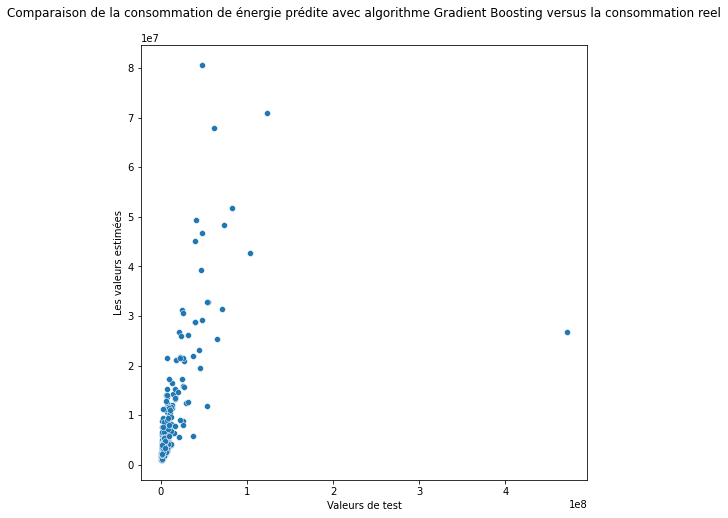 Comparaison de la consommation de énergie prédite avec algorithme Gradient Boosting versus la consommation reel
1e7
8
7
6
5
4
3
2
1
0
Les valeurs estimées
0 1 2 3 4
1e8
Valeurs de test